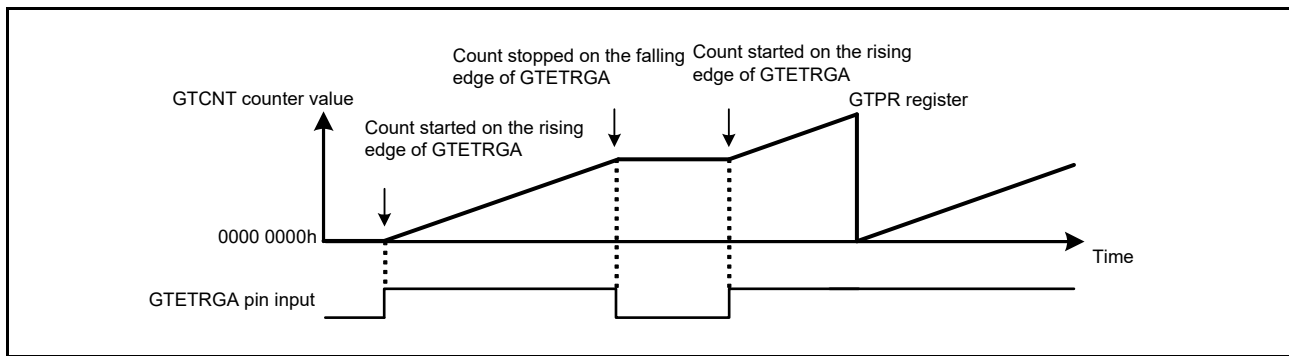 Count stopped on the falling
edge of GTETRGA
Count started on the rising
edge of GTETRGA
GTCNT counter value
GTPR register
Count started on the rising
edge of GTETRGA
0000 0000h
Time
GTETRGA pin input